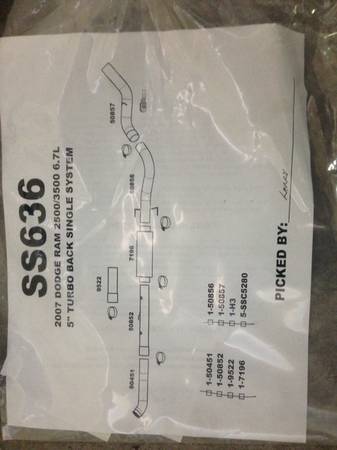 SS636
2007 DODGE RAM 2500/3500 6.7L
5" TURBO BACK SINGLE SYSTEM
50451
50852
9522
7196
50856
50857
1-50451
1-50852
1-9522
1-7196
1-50856
1-50857
1-H3
5-SSC5280
PICKED BY: